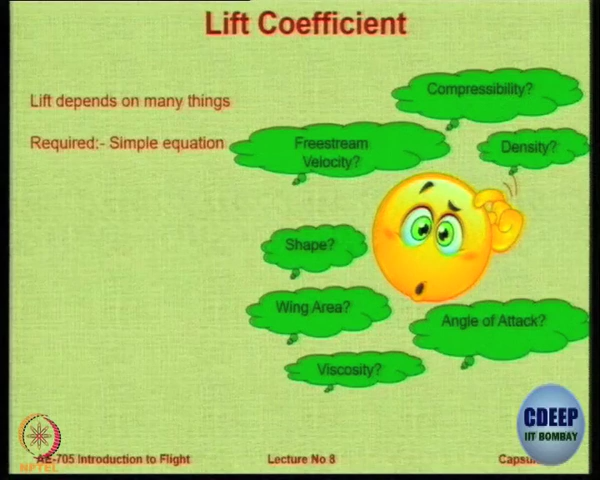 Lift Coefficient
Lift depends on many things
Required:- Simple equation
Compressibility?
Freestream
Velocity?
Density?
Shape?
Wing Area?
Angle of Attack?
Viscosity?
CDEEP
IIT BOMBAY
NPTEL
AE-705 Introduction to Flight
Lecture No 8